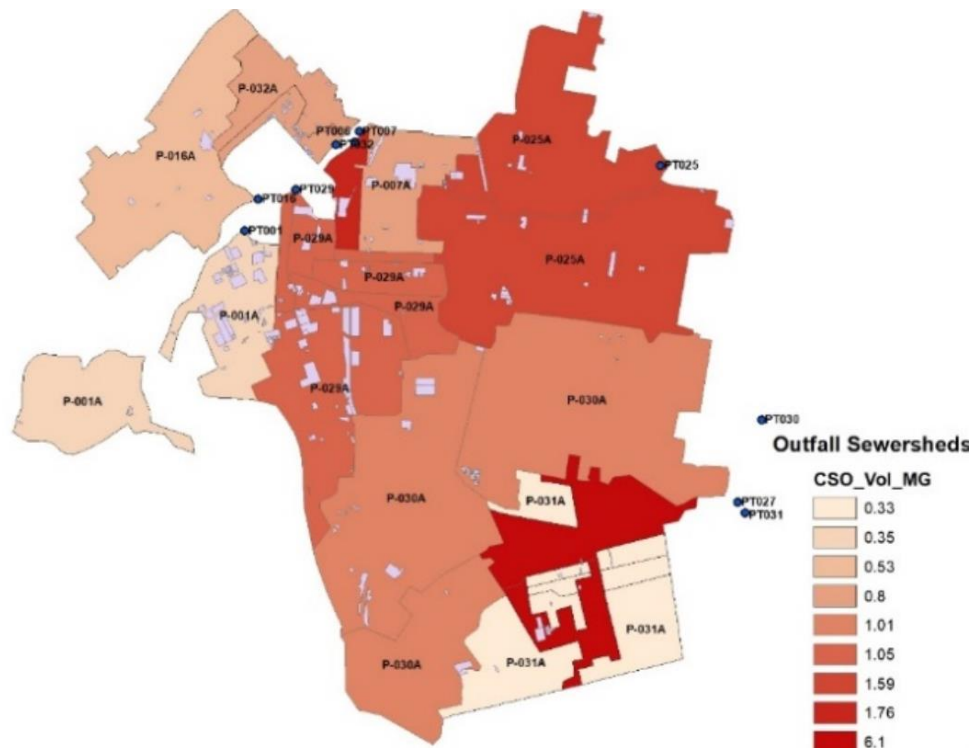 P-032A
PT006 PT007
PT032
P-016A
P-025A
PT025
P-007A
PT029
PT016
PT001
P-029A
P-025A
P-029A
P-029A
P-001A
P-029A
P-001A
P-030A
PT030
Outfall Sewersheds
CSO_Vol_MG
P-030A
P-031A
PT027
PT031
0.33
0.35
0.53
0.8
1.01
P-031A
1.05
P-030A
P-031A
1.59
1.76
6.1